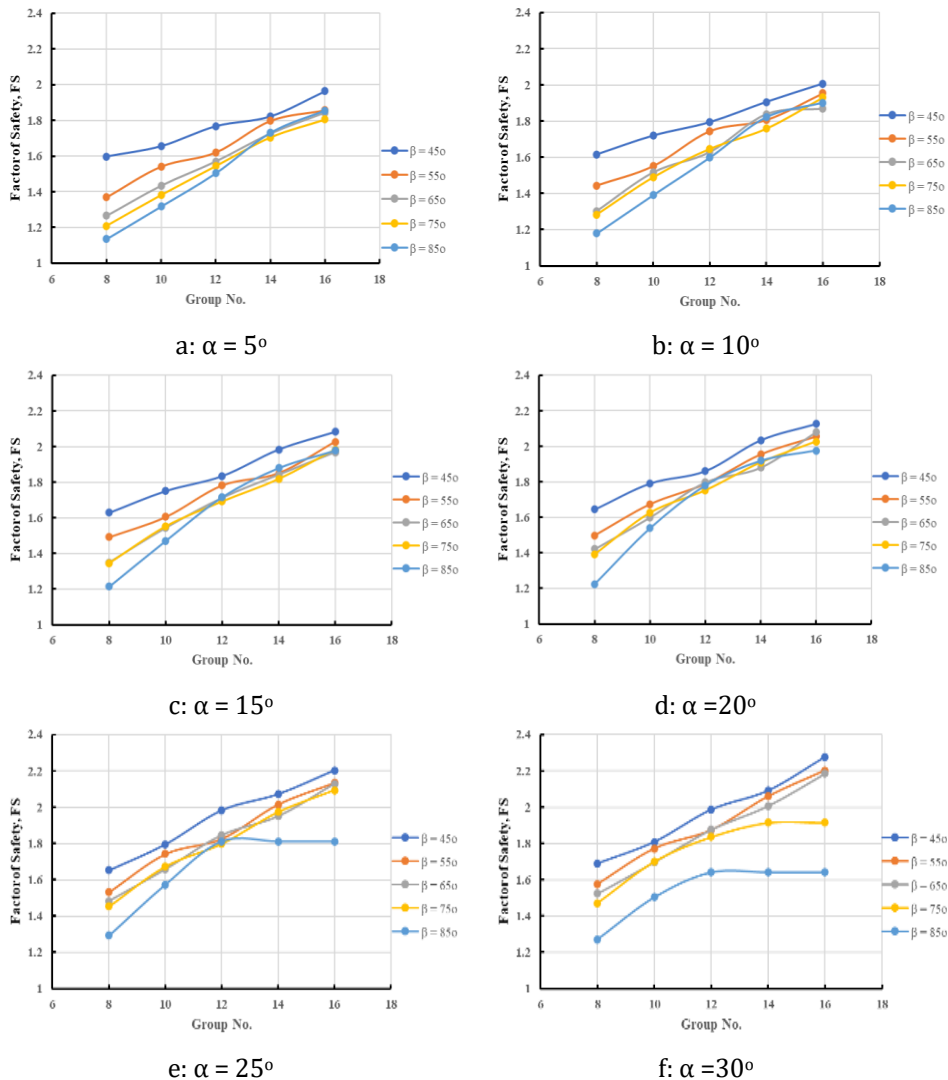 2.4
2.2
2
1.8
1.6
1.4
1.2
1
Factor of Safety, FS
6 8 10 12 14 16 18
Group No.
β = 45o
β = 55o
β = 65o
β = 75o
β = 85o
a: α = 5º
2.4
2.2
2
1.8
1.6
1.4
1.2
1
Factor of Safety, FS
6 8 10 12 14 16 18
Group No.
β = 45o
β = 55o
β = 65o
β = 75o
β = 85o
b: α = 10º
2.4
2.2
2
1.8
1.6
1.4
1.2
1
Factor of Safety, FS
6 8 10 12 14 16 18
Group No.
β = 45o
β = 55o
β = 65o
β = 75o
β = 85o
c: α = 15º
2.4
2.2
2
1.8
1.6
1.4
1.2
1
Factor of Safety, FS
6 8 10 12 14 16 18
Group No.
β = 45o
β = 55o
β = 65o
β = 75o
β = 85o
d: α =20º
2.4
2.2
2
1.8
1.6
1.4
1.2
1
Factor of Safety, FS
6 8 10 12 14 16 18
Group No.
β = 45o
β = 55o
β = 65o
β = 75o
β = 85o
e: α = 25º
2.4
2.2
2
1.8
1.6
1.4
1.2
1
Factor of Safety, FS
6 8 10 12 14 16 18
Group No.
β = 45o
β = 55o
β = 65o
β = 75o
β = 85o
f: α =30º